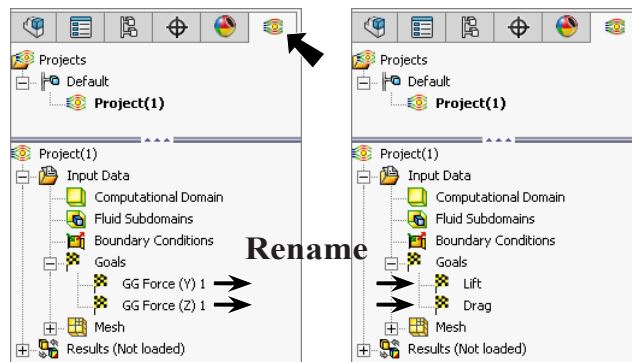 Projects
Default
Project(1)
Project(1)
Input Data
Computational Domain
Fluid Subdomains
Boundary Conditions
Goals
GG Force (Y) 1
GG Force (Z) 1
Mesh
Results (Not loaded)
Rename
Projects
Default
Project(1)
Project(1)
Input Data
Computational Domain
Fluid Subdomains
Boundary Conditions
Goals
Lift
Drag
Mesh
Results (Not loaded)